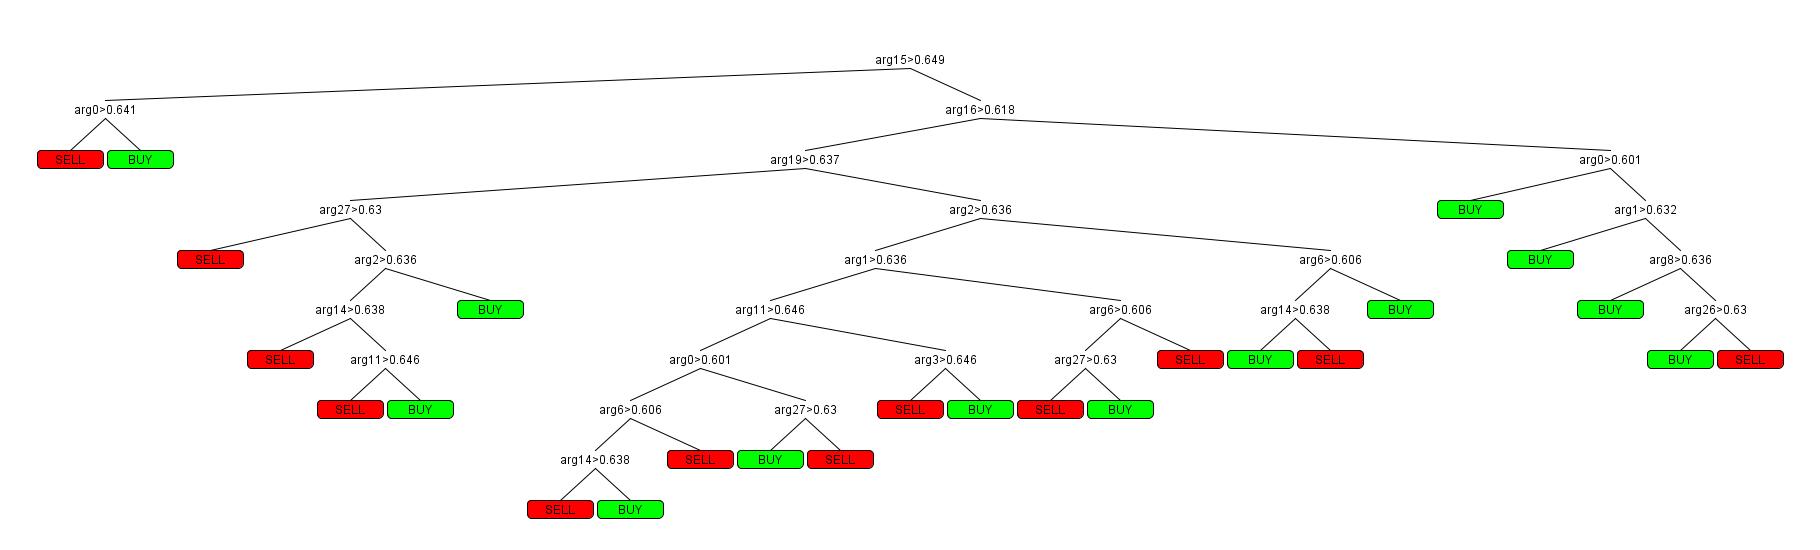 arg15>0.649
arg0>0.641 arg16>0.618
SELL BUY arg19>0.637 arg0>0.601
arg27>0.63 arg2>0.636 BUY arg1>0.632
SELL arg2>0.636 arg1>0.636 arg6>0.606 BUY arg8>0.636
arg14>0.638 BUY arg11>0.646 arg6>0.606 arg14>0.638 BUY BUY arg26>0.63
SELL arg11>0.646 arg0>0.601 arg3>0.646 arg27>0.63 SELL BUY SELL BUY SELL
SELL BUY arg6>0.606 arg27>0.63 SELL BUY SELL BUY
arg14>0.638 SELL BUY SELL
SELL BUY